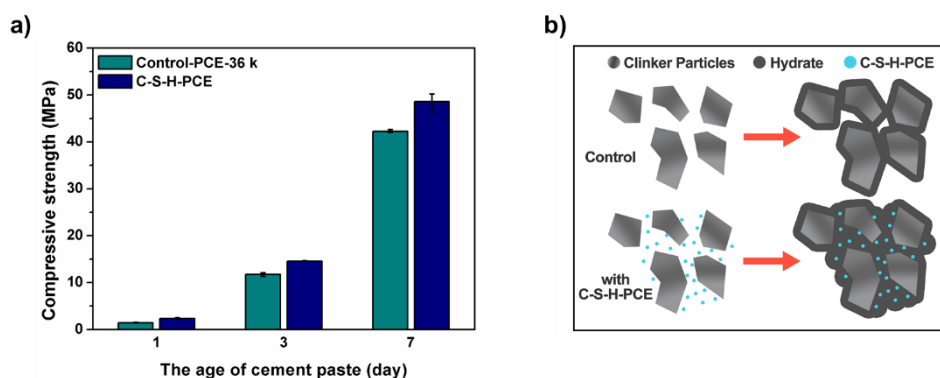 a)
Compressive strength (MPa)
60
50
40
30
20
10
0
Control-PCE-36 k
C-S-H-PCE
1
3
7
The age of cement paste (day)
b)
Clinker Particles
Hydrate
C-S-H-PCE
Control
with
C-S-H-PCE